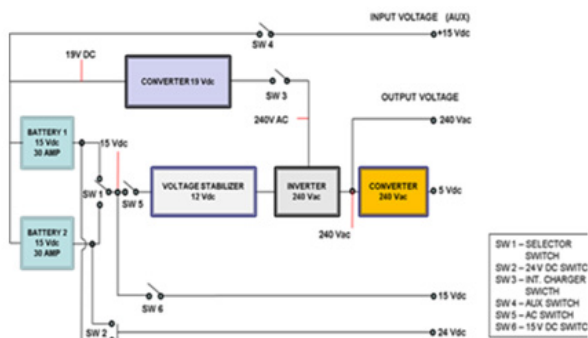 INPUT VOLTAGE (AUX)
+15 Vdc
SW 4
19V DC
CONVERTER 19 Vdc
SW 3
240V AC
OUTPUT VOLTAGE
240 Vac
BATTERY 1
15 Vdc
30 AMP
15 Vdc
SW 1
SW 5
VOLTAGE STABILIZER
12 Vdc
INVERTER
240 Vac
CONVERTER
240 Vac
5 Vdc
BATTERY 2
15 Vdc
30 AMP
240 Vac
SW 6
15 Vdc
SW 2
24 Vdc
SW 1 – SELECTOR
SWITCH
SW 2 – 24 V DC SWITC
SW 3 – INT. CHARGER
SWICTH
SW 4 – AUX SWITCH
SW 5 – AC SWITCH
SW 6 – 15 V DC SWITC